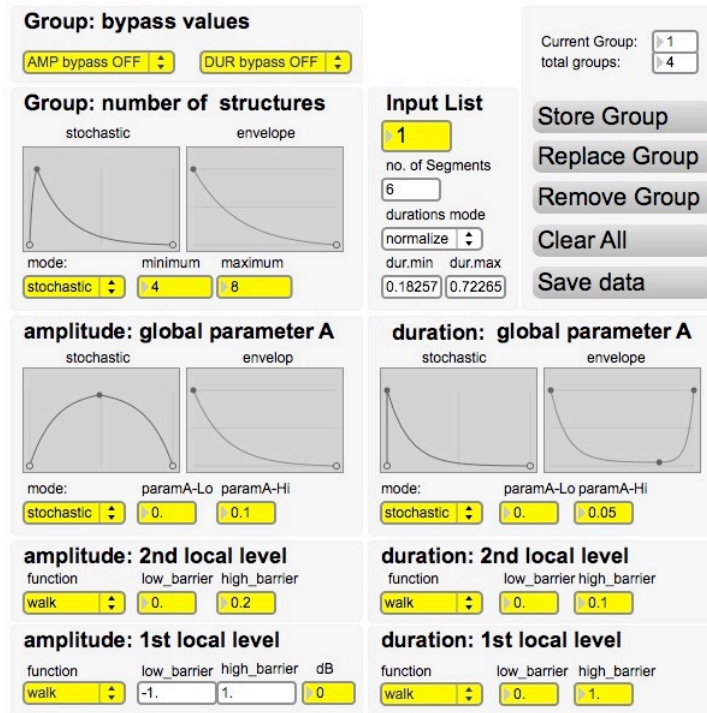 Group: bypass values
AMP bypass OFF DUR bypass OFF
Current Group: 1
total groups: 4
Group: number of structures
stochastic envelope
mode: minimum maximum
stochastic 4 8
Input List
1
no. of Segments
6
durations mode
normalize
dur.min dur.max
0.18257 0.72265
Store Group
Replace Group
Remove Group
Clear All
Save data
amplitude: global parameter A
stochastic envelop
mode: paramA-Lo paramA-Hi
stochastic 0. 0.1
duration: global parameter A
stochastic envelope
mode: paramA-Lo paramA-Hi
stochastic 0. 0.05
amplitude: 2nd local level
function low_barrier high_barrier
walk 0. 0.2
duration: 2nd local level
function low_barrier high_barrier
walk 0. 0.1
amplitude: 1st local level
function low_barrier high_barrier dB
walk -1. 1. 0
duration: 1st local level
function low_barrier high_barrier
walk 0. 1.